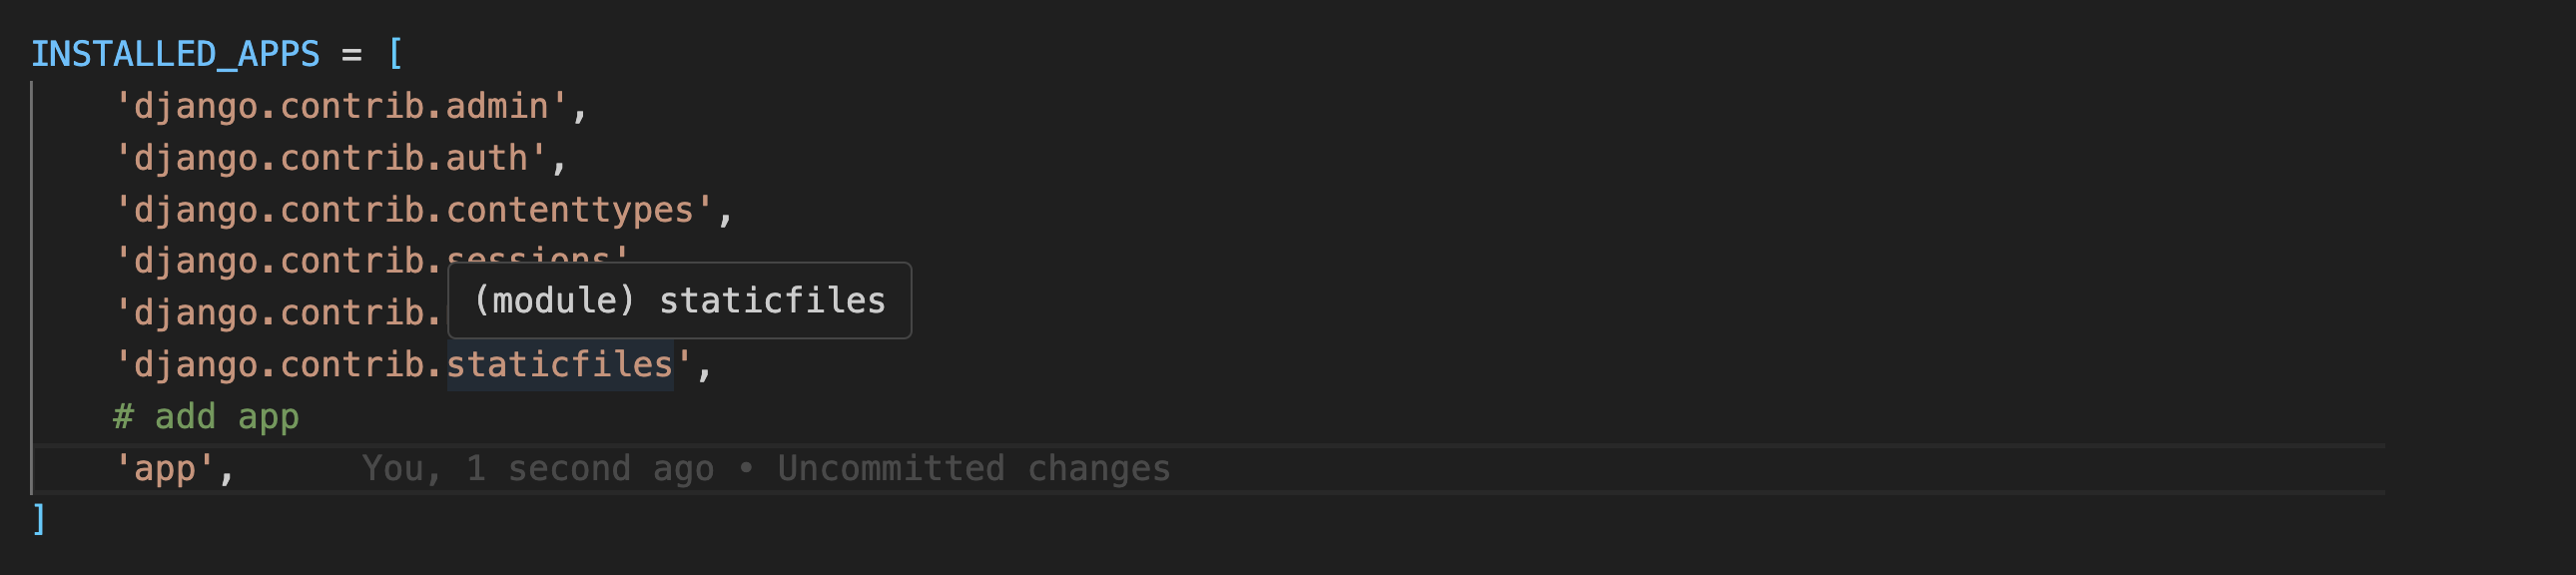 INSTALLED_APPS = [
'django.contrib.admin',
'django.contrib.auth',
'django.contrib.contenttypes',
'django.contrib.sessions'
(module) staticfiles
'django.contrib.
'django.contrib.staticfiles',
# add app
'app', You, 1 second ago • Uncommitted changes
]